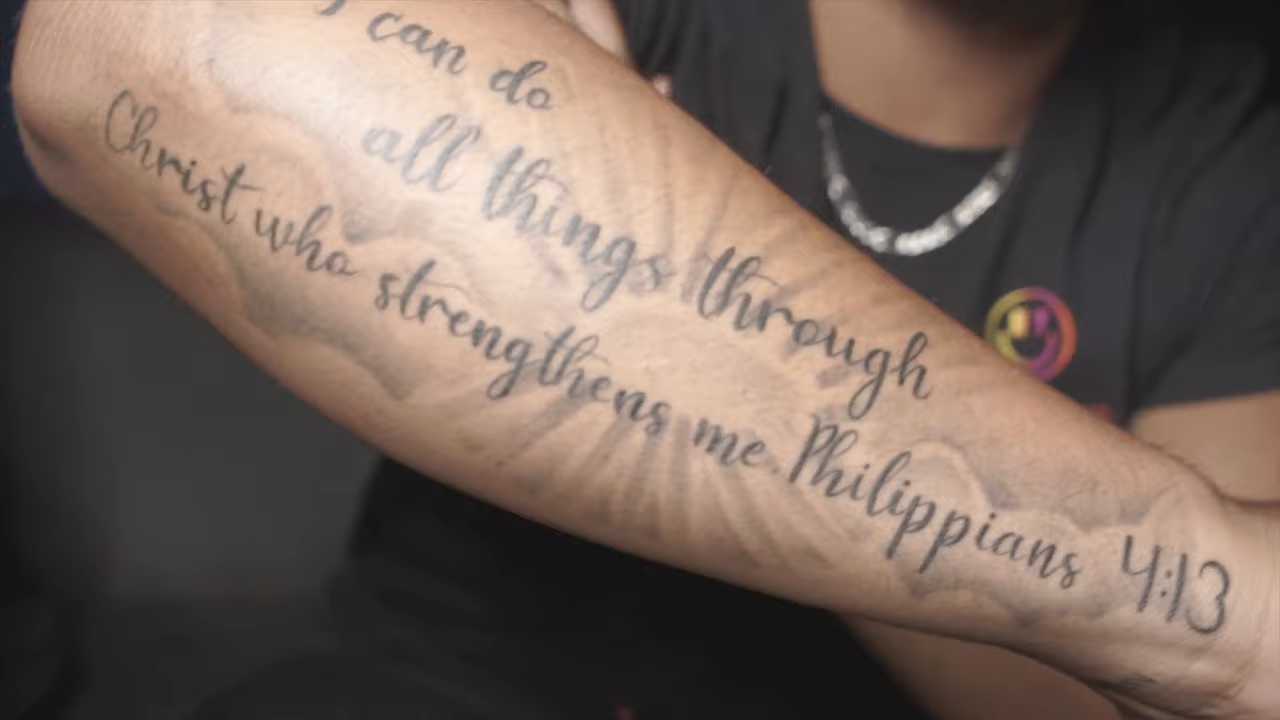 can do
all things through
Christ who strengthens me Philippians 4:13